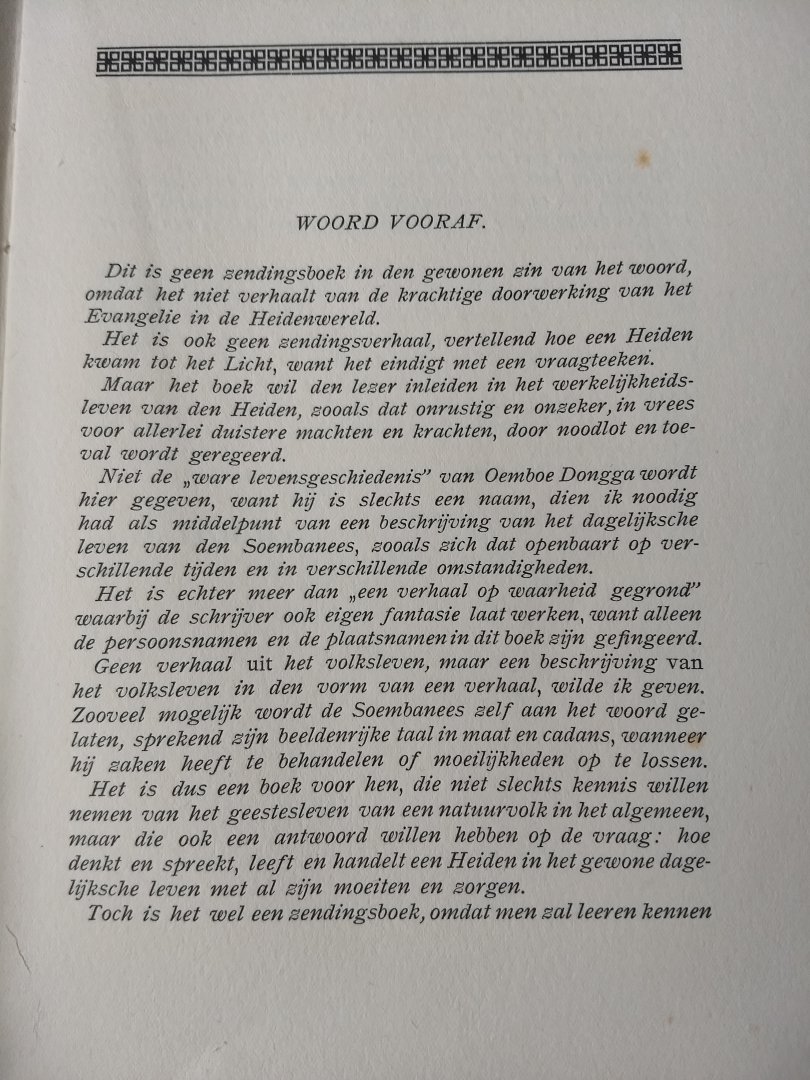 WOORD VOORAF.
Dit is geen zendingsboek in den gewonen zin van het woord,
omdat het niet verhaalt van de krachtige doorwerking van het
Evangelie in de Heidenwereld.
Het is ook geen zendingsverhaal, vertellend hoe een Heiden
kwam tot het Licht, want het eindigt met een vraagteeken.
Maar het boek wil den lezer inleiden in het werkelijkheids-
leven van den Heiden, zooals dat onrustig en onzeker, in vrees
voor allerlei duistere machten en krachten, door noodlot en toe-
val wordt geregeerd.
Niet de „ware levensgeschiedenis” van Oemboe Dongga wordt
hier gegeven, want hij is slechts een naam, dien ik noodig
had als middelpunt van een beschrijving van het dagelijksche
leven van den Soembanees, zooals zich dat openbaart op ver-
schillende tijden en in verschillende omstandigheden.
Het is echter meer dan „een verhaal op waarheid gegrond”
waarbij de schrijver ook eigen fantasie laat werken, want alleen
de persoonsnamen en de plaatsnamen in dit boek zijn gefingeerd.
Geen verhaal uit het volksleven, maar een beschrijving van
het volksleven in den vorm van een verhaal, wilde ik geven.
Zooveel mogelijk wordt de Soembanees zelf aan het woord ge-
laten, sprekend zijn beeldenrijke taal in maat en cadans, wanneer
hij zaken heeft te behandelen of moeilijkheden op te lossen.
Het is dus een boek voor hen, die niet slechts kennis willen
nemen van het geestesleven van een natuurvolk in het algemeen,
maar die ook een antwoord willen hebben op de vraag: hoe
denkt en spreekt, leeft en handelt een Heiden in het gewone dage-
lijksche leven met al zijn moeiten en zorgen.
Toch is het wel een zendingsboek, omdat men zal leeren kennen